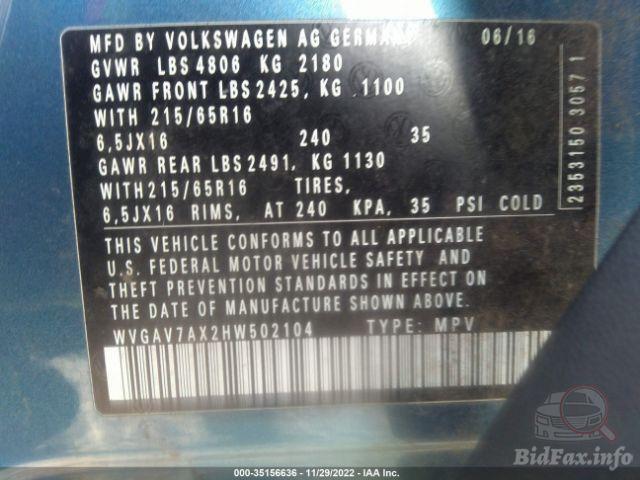 MFD BY VOLKSWAGEN AG GERMANY 06/16
GVWR LBS 4806 KG 2180
GAWR FRONT LBS 2425, KG 1100
WITH 215/65R16
6,5JX16 240 35
GAWR REAR LBS 2491, KG 1130
WITH 215/65R16 TIRES,
6,5JX16 RIMS, AT 240 KPA, 35 PSI COLD
THIS VEHICLE CONFORMS TO ALL APPLICABLE
U.S. FEDERAL MOTOR VEHICLE SAFETY AND
THEFT PREVENTION STANDARDS IN EFFECT ON
THE DATE OF MANUFACTURE SHOWN ABOVE.
WVGAV7AX2HW502104 TYPE: MPV
2353150 3057 1
000-35156636 - 11/29/2022 - IAA Inc.
BidFax.info